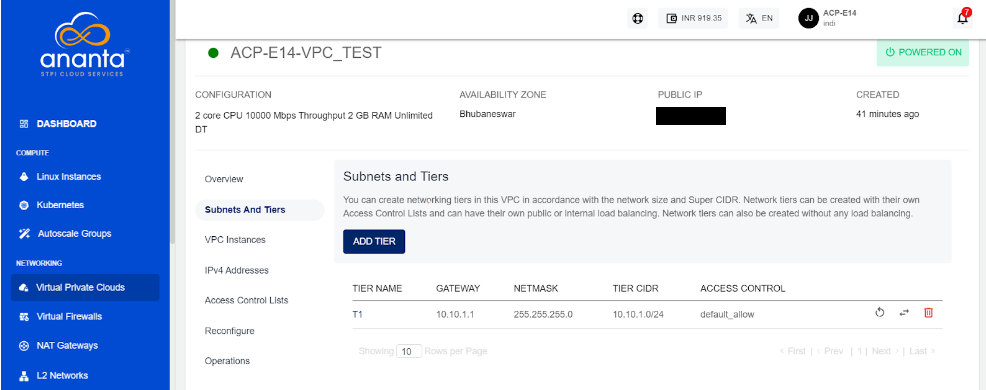 ananta
STPI CLOUD SERVICES
INR 919.35
EN
JJ
ACP-E14
indi
7
ACP-E14-VPC_TEST
POWERED ON
CONFIGURATION
AVAILABILITY ZONE
PUBLIC IP
CREATED
2 core CPU 10000 Mbps Throughput 2 GB RAM Unlimited
DT
Bhubaneswar
41 minutes ago
DASHBOARD
COMPUTE
Linux Instances
Kubernetes
Autoscale Groups
NETWORKING
Virtual Private Clouds
Virtual Firewalls
NAT Gateways
L2 Networks
Overview
Subnets And Tiers
VPC Instances
IPv4 Addresses
Access Control Lists
Reconfigure
Operations
Subnets and Tiers
You can create networking tiers in this VPC in accordance with the network size and Super CIDR. Network tiers can be created with their own
Access Control Lists and can have their own public or internal load balancing. Network tiers can also be created without any load balancing.
ADD TIER
TIER NAME GATEWAY NETMASK TIER CIDR ACCESS CONTROL
T1 10.10.1.1 255.255.255.0 10.10.1.0/24 default_allow
Showing 10 Rows per Page
< First | < Prev | 1 | Next > | Last >